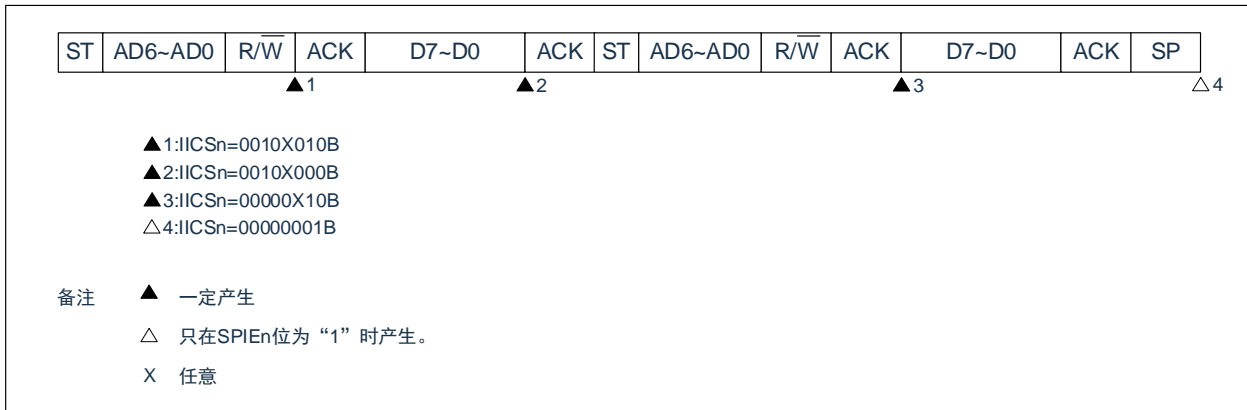 ST AD6~AD0 R/W̅ ACK D7~D0 ACK ST AD6~AD0 R/W̅ ACK D7~D0 ACK SP
▲1 ▲2 ▲3 △4
▲1:IICSn=0010X010B
▲2:IICSn=0010X000B
▲3:IICSn=00000X10B
△4:IICSn=00000001B
备注 ▲ 一定产生
△ 只在SPIEn位为“1”时产生。
X 任意